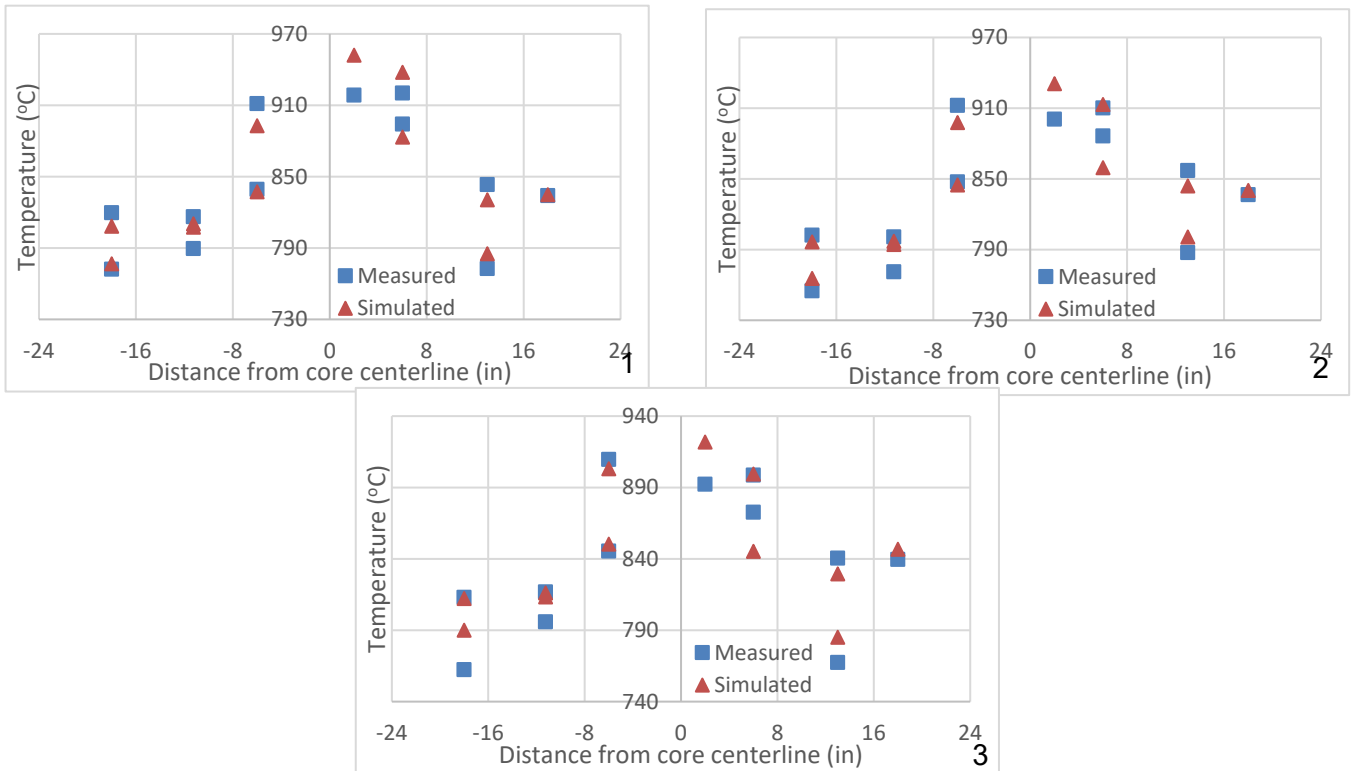 970
910
850
790
730
Temperature (oC)
Measured
Simulated
-24 -16 -8 0 8 16 24
Distance from core centerline (in)
1
970
910
850
790
730
Temperature (oC)
Measured
Simulated
-24 -16 -8 0 8 16 24
Distance from core centerline (in)
2
940
890
840
790
740
Temperature (oC)
Measured
Simulated
-24 -16 -8 0 8 16 24
Distance from core centerline (in)
3